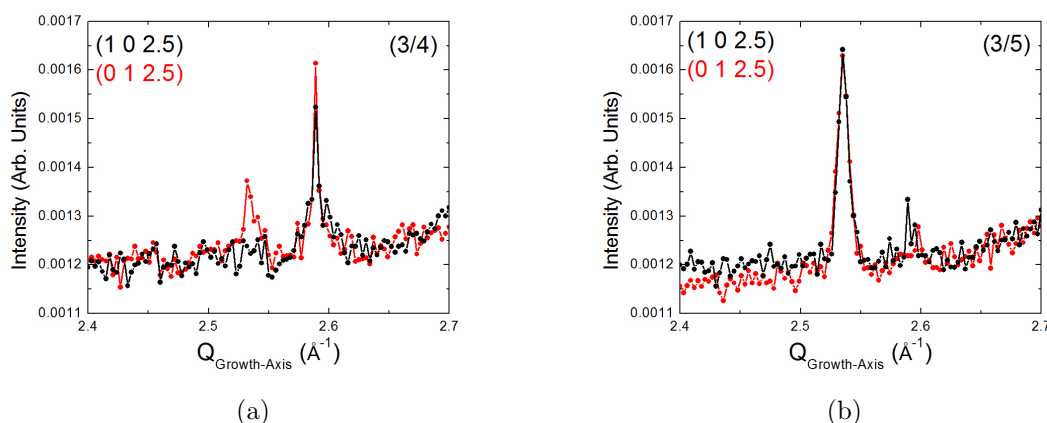 0.0017
0.0016
0.0015
0.0014
0.0013
0.0012
0.0011
Intensity (Arb. Units)
(1 0 2.5)
(0 1 2.5)
(3/4)
2.4 2.5 2.6 2.7
Q Growth-Axis (Å⁻¹)
(a)
0.0017
0.0016
0.0015
0.0014
0.0013
0.0012
0.0011
Intensity (Arb. Units)
(1 0 2.5)
(0 1 2.5)
(3/5)
2.4 2.5 2.6 2.7
Q Growth-Axis (Å⁻¹)
(b)